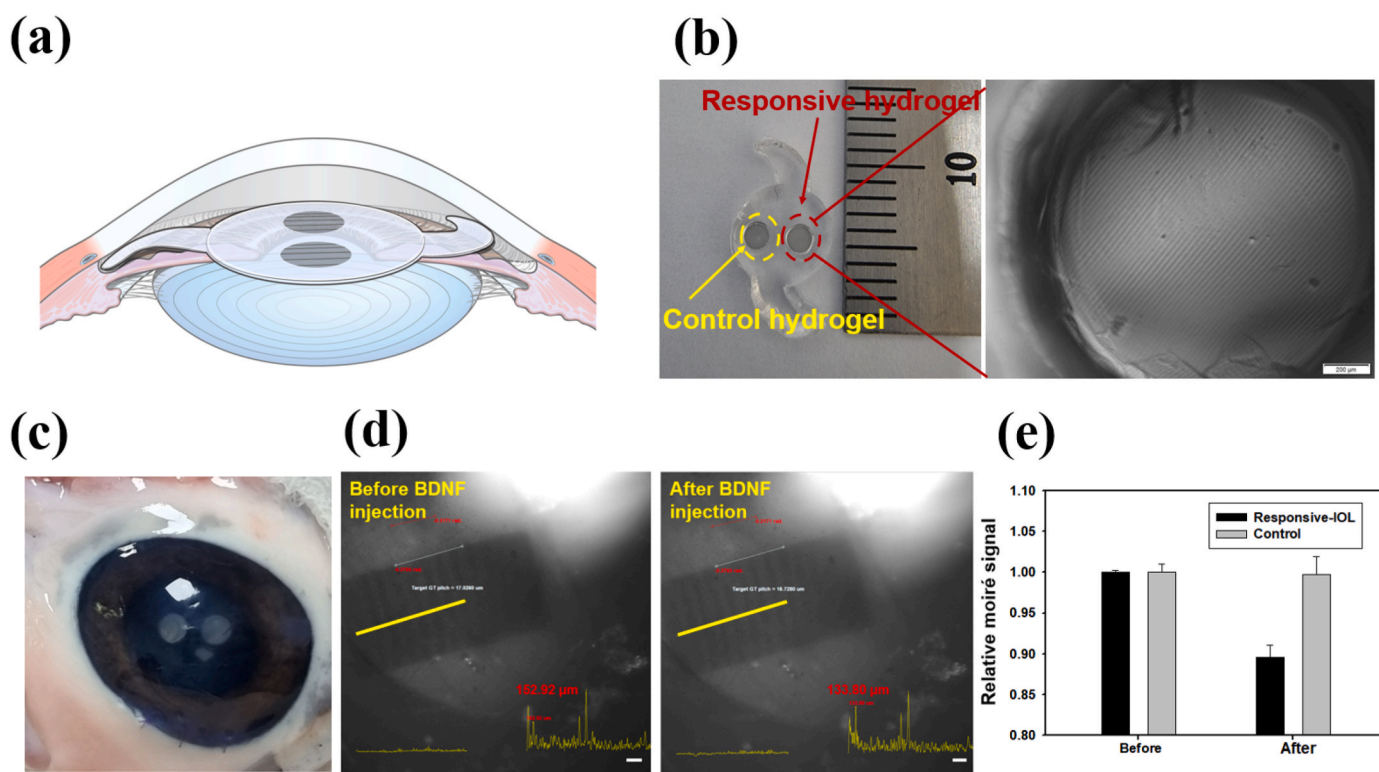 (a)
(b)
Responsive hydrogel
10
Control hydrogel
200 µm
(c)
(d)
Before BDNF
injection
Target GT pitch = 17.9260 um
152.92 µm
After BDNF
injection
133.80 µm
(e)
1.10
1.05
1.00
0.95
0.90
0.85
0.80
Relative moiré signal
Responsive-IOL
Control
Before
After